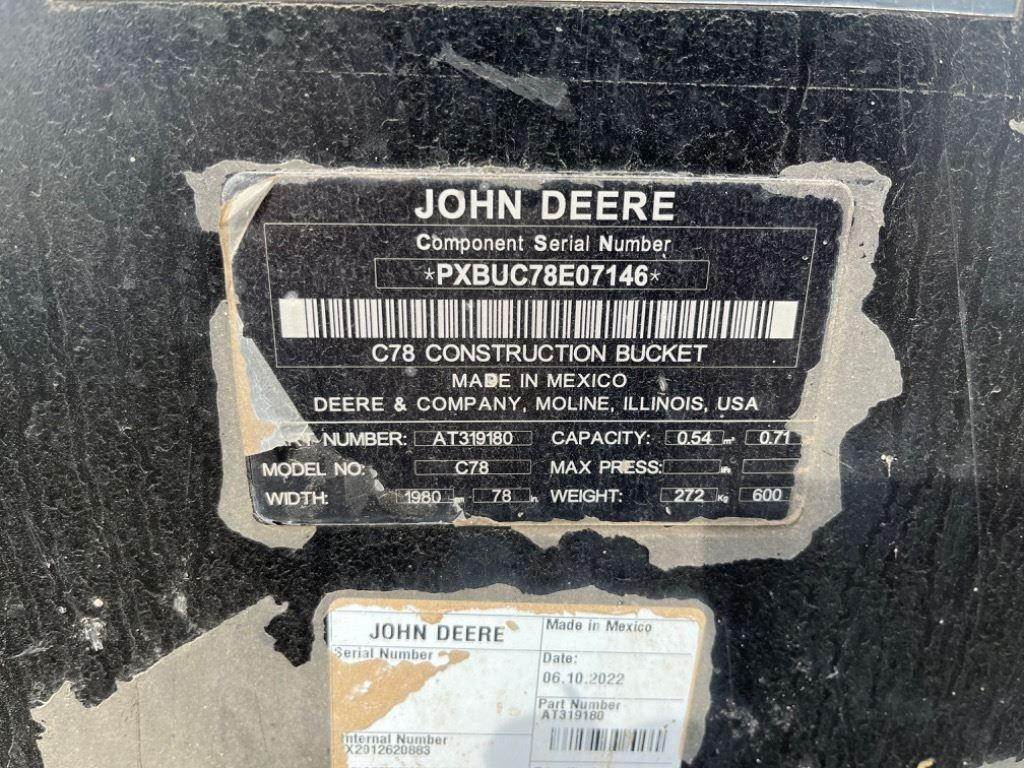 JOHN DEERE
Component Serial Number
*PXBUC78E07146*
C78 CONSTRUCTION BUCKET
MADE IN MEXICO
DEERE & COMPANY, MOLINE, ILLINOIS, USA
NUMBER: AT319180 CAPACITY: 0.54 m³ 0.71
MODEL NO: C78 MAX PRESS:
WIDTH: 1980 78 in. WEIGHT: 272 Kg 600
JOHN DEERE
Made in Mexico
Serial Number
Date:
06.10.2022
Part Number
AT319180
Internal Number
X2912620883